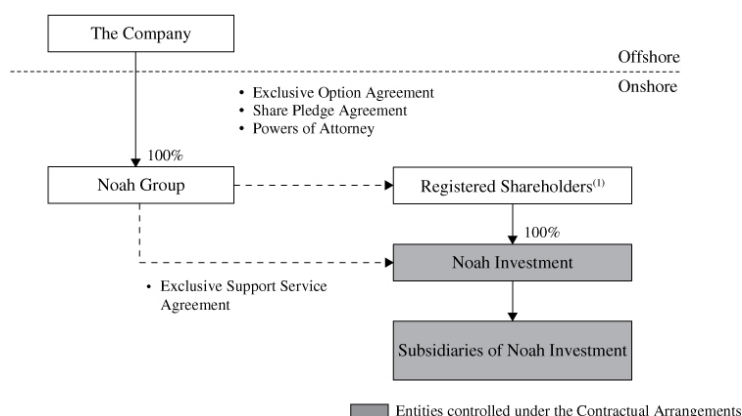 The Company
Offshore
Onshore
• Exclusive Option Agreement
• Share Pledge Agreement
• Powers of Attorney
100%
Noah Group
Registered Shareholders(1)
100%
Noah Investment
• Exclusive Support Service
Agreement
Subsidiaries of Noah Investment
Entities controlled under the Contractual Arrangements